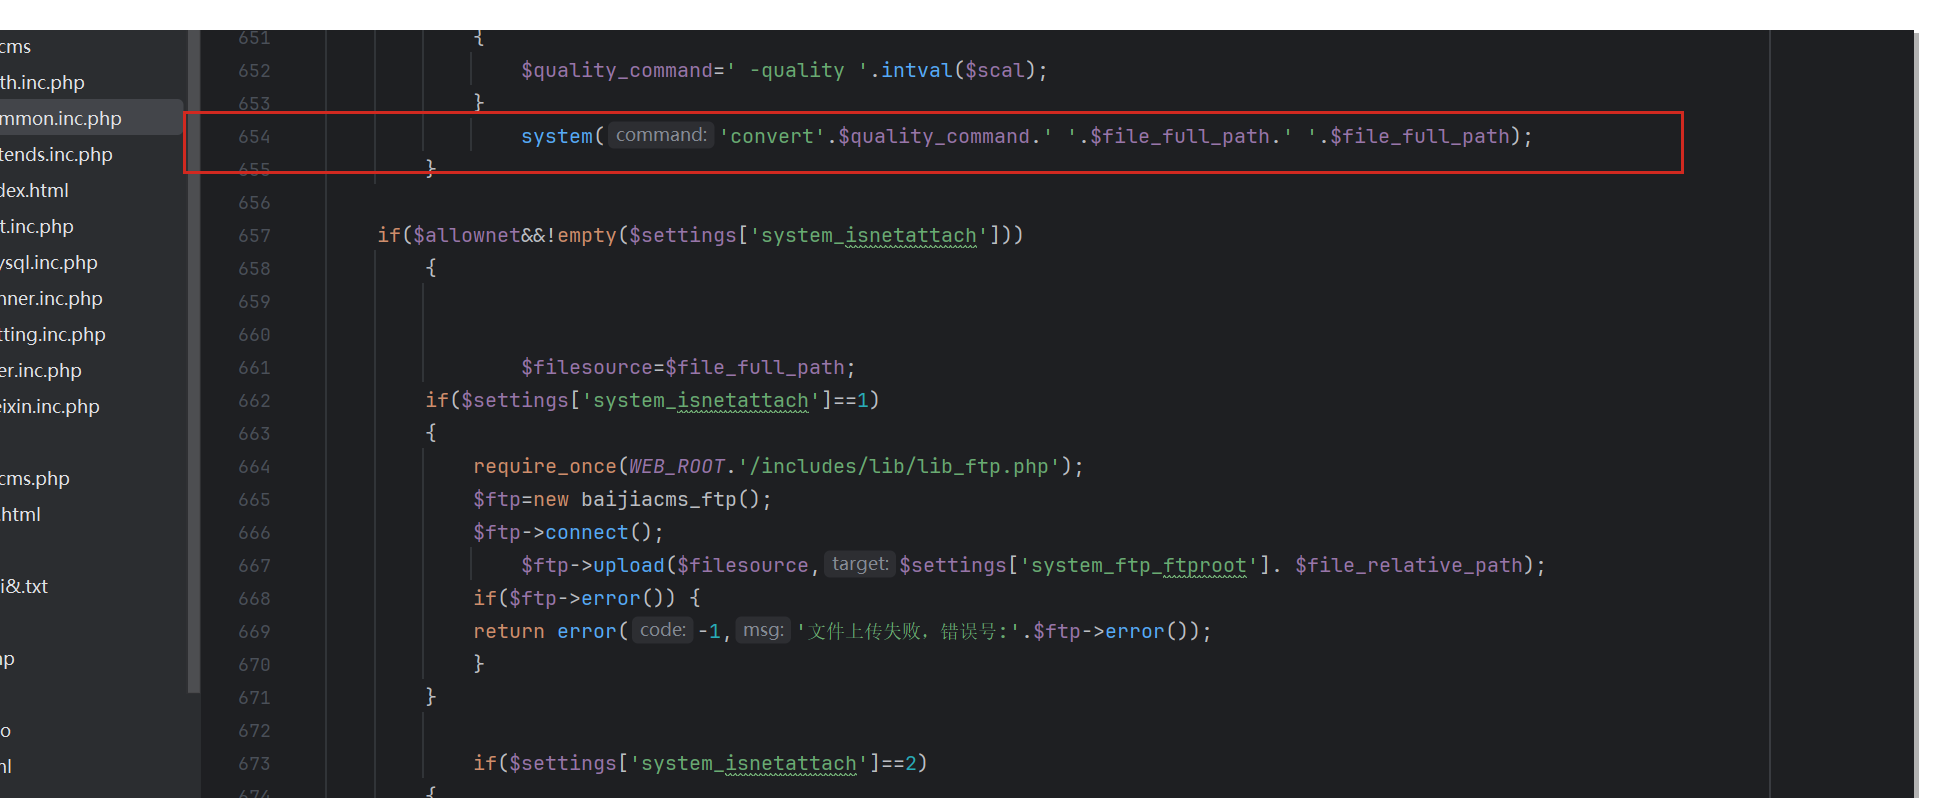 cms
th.inc.php
mmon.inc.php
tends.inc.php
dex.html
t.inc.php
ysql.inc.php
nner.inc.php
tting.inc.php
er.inc.php
eixin.inc.php
cms.php
.html
i&.txt
ap
o
ml
651 {
652 $quality_command=' -quality '.intval($scal);
653 }
654 system( command: 'convert'.$quality_command.' '.$file_full_path.' '.$file_full_path);
655 }
656
657 if($allownet&&!empty($settings['system_isnetattach']))
658 {
659
660
661 $filesource=$file_full_path;
662 if($settings['system_isnetattach']==1)
663 {
664 require_once(WEB_ROOT.'/includes/lib/lib_ftp.php');
665 $ftp=new baijiacms_ftp();
666 $ftp->connect();
667 $ftp->upload($filesource, target: $settings['system_ftp_ftproot']. $file_relative_path);
668 if($ftp->error()) {
669 return error( code: -1, msg: '文件上传失败，错误号:'.$ftp->error());
670 }
671 }
672
673 if($settings['system_isnetattach']==2)
674 {